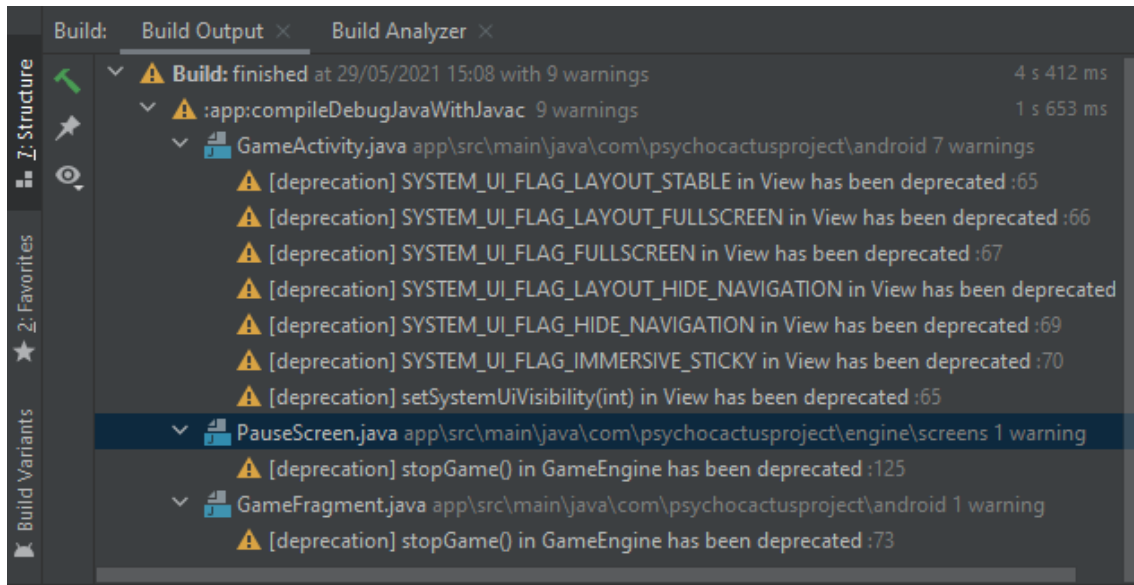 Build: Build Output × Build Analyzer ×
7: Structure
2: Favorites
Build Variants
Build: finished at 29/05/2021 15:08 with 9 warnings 4 s 412 ms
:app:compileDebugJavaWithJavac 9 warnings 1 s 653 ms
GameActivity.java app\src\main\java\com\psychocactusproject\android 7 warnings
[deprecation] SYSTEM_UI_FLAG_LAYOUT_STABLE in View has been deprecated :65
[deprecation] SYSTEM_UI_FLAG_LAYOUT_FULLSCREEN in View has been deprecated :66
[deprecation] SYSTEM_UI_FLAG_FULLSCREEN in View has been deprecated :67
[deprecation] SYSTEM_UI_FLAG_LAYOUT_HIDE_NAVIGATION in View has been deprecated
[deprecation] SYSTEM_UI_FLAG_HIDE_NAVIGATION in View has been deprecated :69
[deprecation] SYSTEM_UI_FLAG_IMMERSIVE_STICKY in View has been deprecated :70
[deprecation] setSystemUiVisibility(int) in View has been deprecated :65
PauseScreen.java app\src\main\java\com\psychocactusproject\engine\screens 1 warning
[deprecation] stopGame() in GameEngine has been deprecated :125
GameFragment.java app\src\main\java\com\psychocactusproject\android 1 warning
[deprecation] stopGame() in GameEngine has been deprecated :73